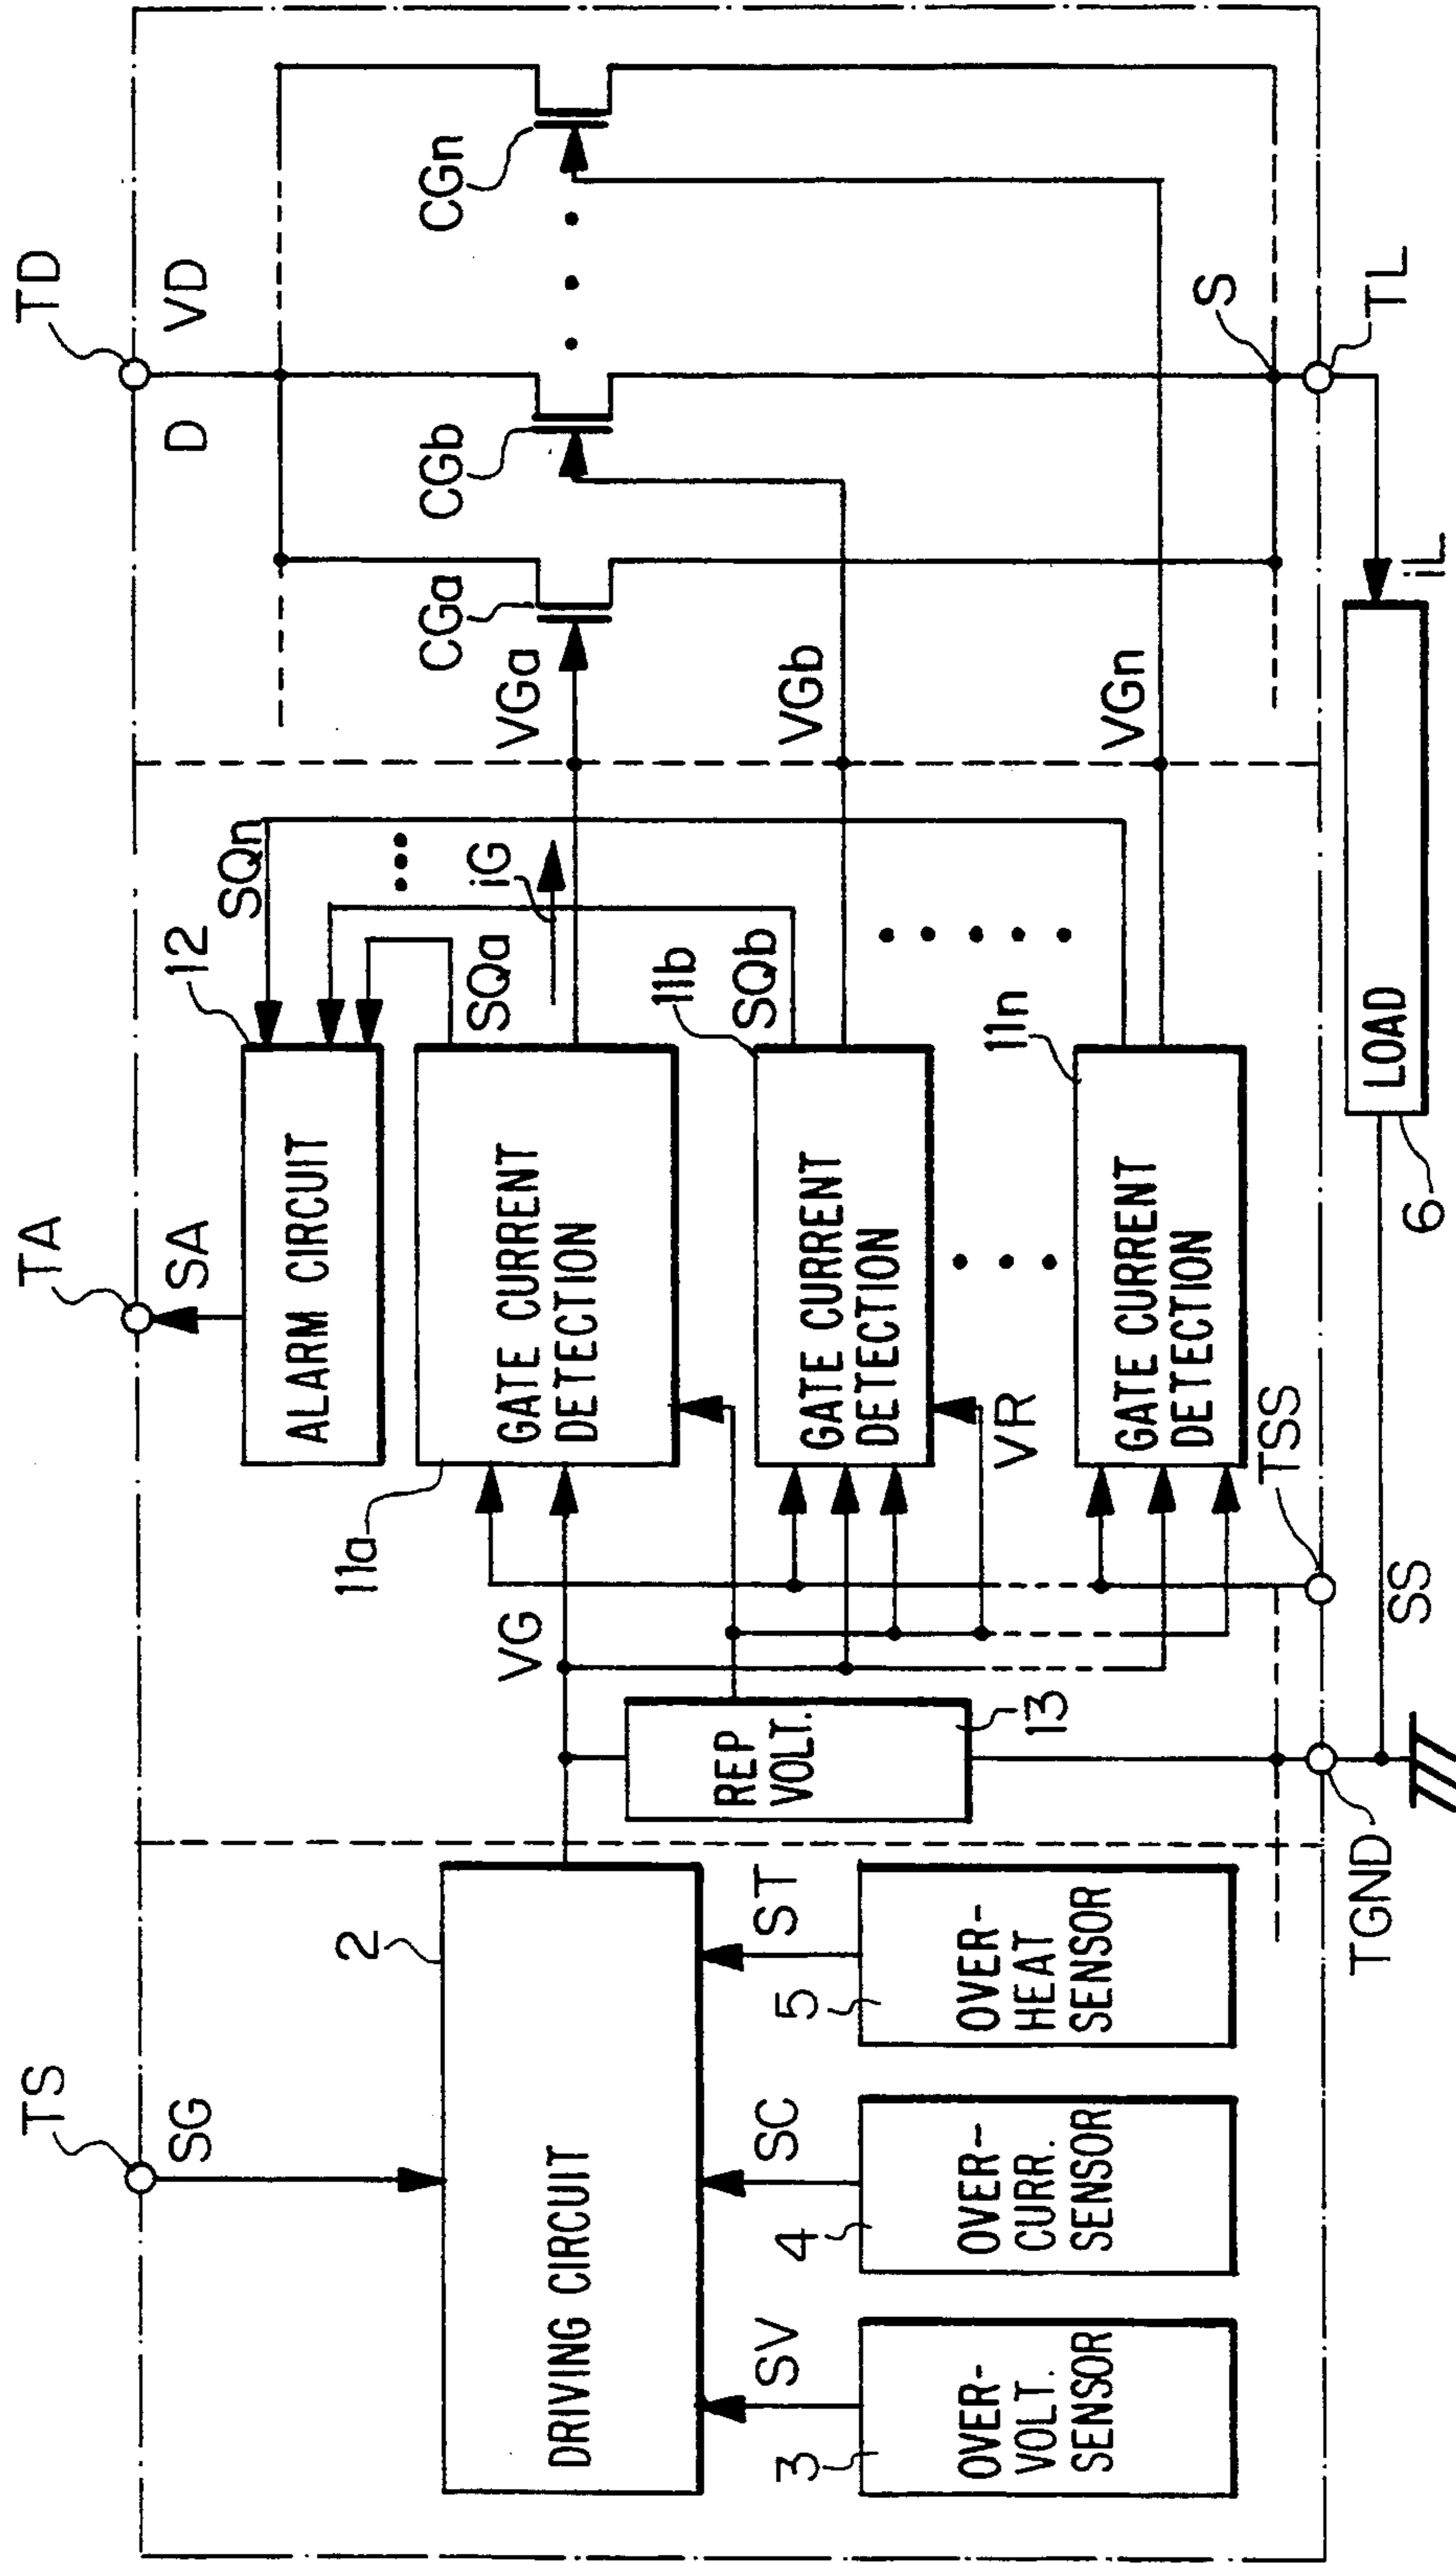 TS
SG
TA
SA
TD
D
VD
2
DRIVING CIRCUIT
SV
SC
ST
3
OVER-
VOLT.
SENSOR
4
OVER-
CURR.
SENSOR
5
OVER-
HEAT
SENSOR
VG
REP
VOLT.
13
12
ALARM CIRCUIT
SQn
SQa
iG
11a
GATE CURRENT
DETECTION
11b
SQb
GATE CURRENT
DETECTION
VR
11n
GATE CURRENT
DETECTION
VGa
VGb
VGn
CGa
CGb
CGn
S
TGND
TSS
SS
6
LOAD
iL
TL